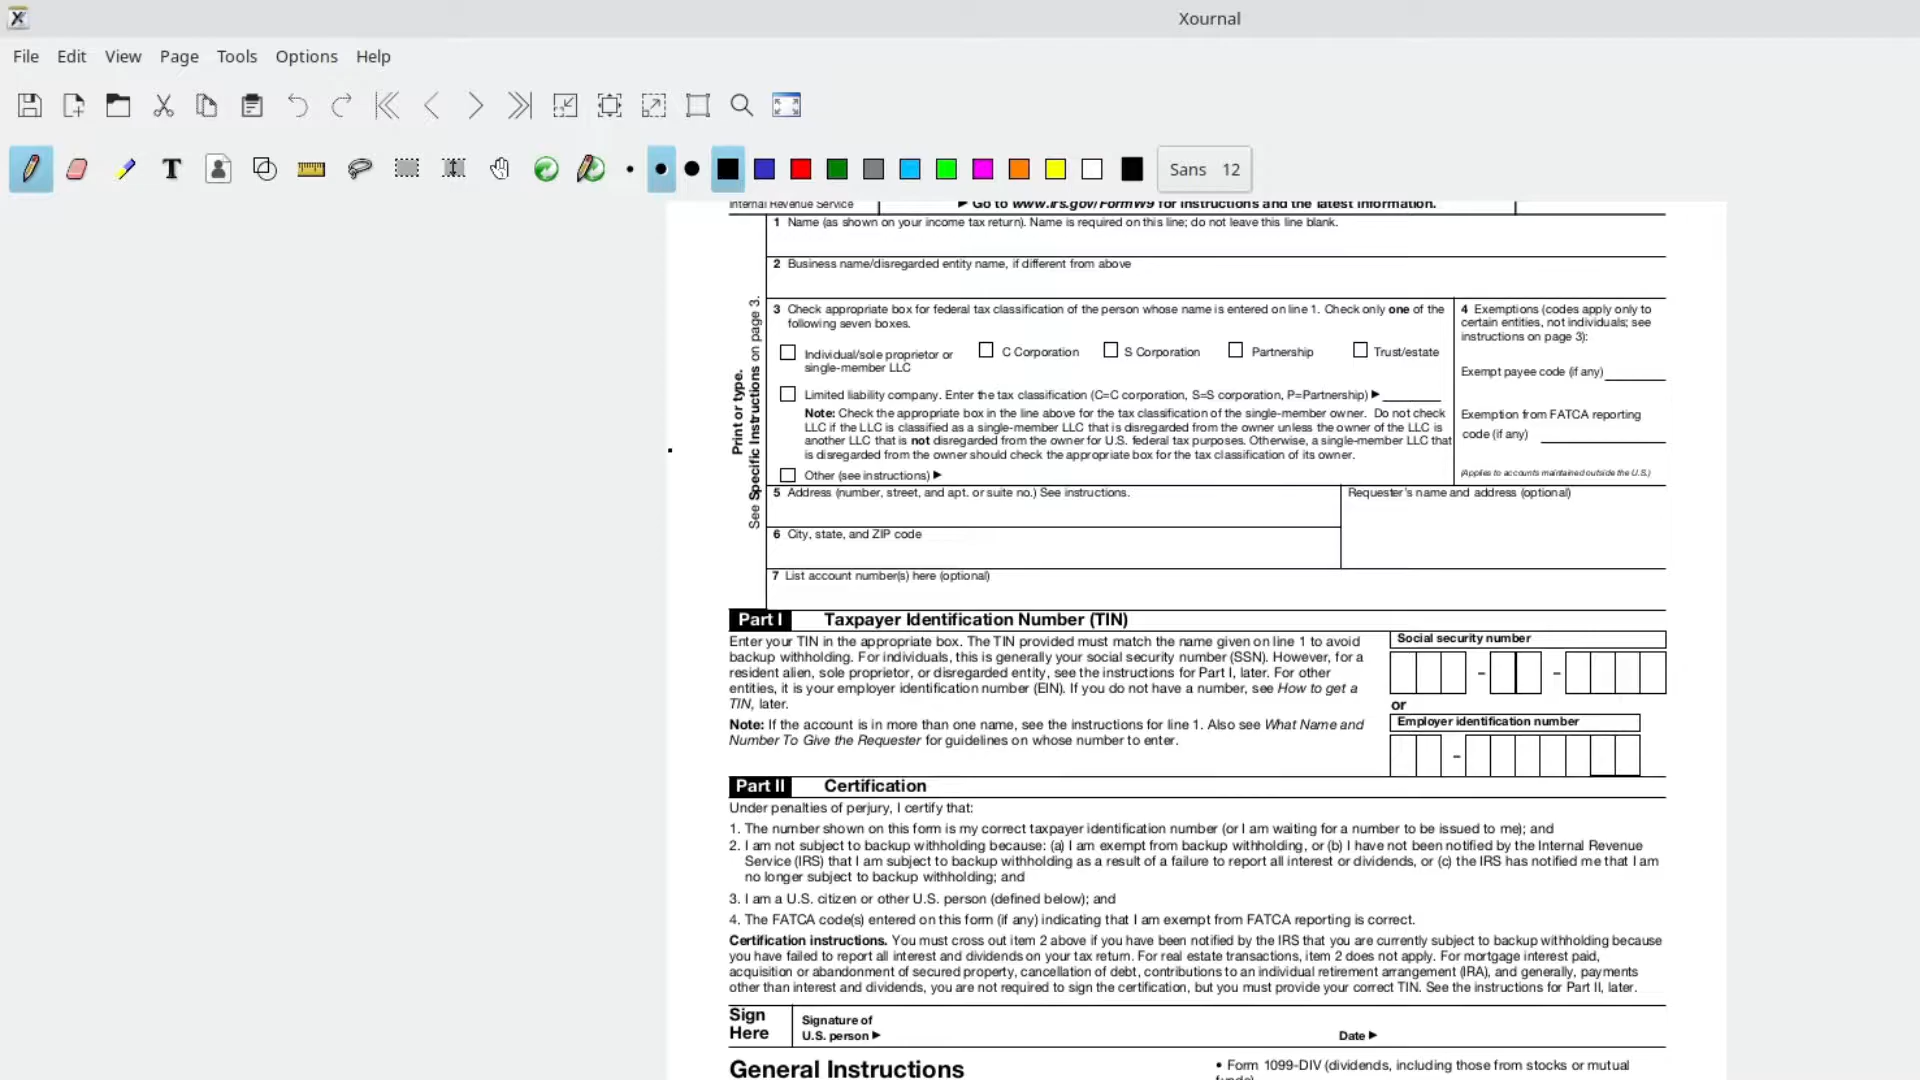 Xournal
File Edit View Page Tools Options Help
T Sans 12
Internal Revenue Service
▶ Go to www.irs.gov/FormW9 for instructions and the latest information.
Print or type.
See Specific Instructions on page 3.
1 Name (as shown on your income tax return). Name is required on this line; do not leave this line blank.
2 Business name/disregarded entity name, if different from above
3 Check appropriate box for federal tax classification of the person whose name is entered on line 1. Check only one of the
following seven boxes.
Individual/sole proprietor or
single-member LLC
C Corporation
S Corporation
Partnership
Trust/estate
Limited liability company. Enter the tax classification (C=C corporation, S=S corporation, P=Partnership) ▶
Note: Check the appropriate box in the line above for the tax classification of the single-member owner. Do not check
LLC if the LLC is classified as a single-member LLC that is disregarded from the owner unless the owner of the LLC is
another LLC that is not disregarded from the owner for U.S. federal tax purposes. Otherwise, a single-member LLC that
is disregarded from the owner should check the appropriate box for the tax classification of its owner.
Other (see instructions) ▶
4 Exemptions (codes apply only to
certain entities, not individuals; see
instructions on page 3):
Exempt payee code (if any)
Exemption from FATCA reporting
code (if any)
(Applies to accounts maintained outside the U.S.)
5 Address (number, street, and apt. or suite no.) See instructions.
Requester's name and address (optional)
6 City, state, and ZIP code
7 List account number(s) here (optional)
Part I Taxpayer Identification Number (TIN)
Enter your TIN in the appropriate box. The TIN provided must match the name given on line 1 to avoid
backup withholding. For individuals, this is generally your social security number (SSN). However, for a
resident alien, sole proprietor, or disregarded entity, see the instructions for Part I, later. For other
entities, it is your employer identification number (EIN). If you do not have a number, see How to get a
TIN, later.
Note: If the account is in more than one name, see the instructions for line 1. Also see What Name and
Number To Give the Requester for guidelines on whose number to enter.
Social security number
– –
or
Employer identification number
–
Part II Certification
Under penalties of perjury, I certify that:
1. The number shown on this form is my correct taxpayer identification number (or I am waiting for a number to be issued to me); and
2. I am not subject to backup withholding because: (a) I am exempt from backup withholding, or (b) I have not been notified by the Internal Revenue
Service (IRS) that I am subject to backup withholding as a result of a failure to report all interest or dividends, or (c) the IRS has notified me that I am
no longer subject to backup withholding; and
3. I am a U.S. citizen or other U.S. person (defined below); and
4. The FATCA code(s) entered on this form (if any) indicating that I am exempt from FATCA reporting is correct.
Certification instructions. You must cross out item 2 above if you have been notified by the IRS that you are currently subject to backup withholding because
you have failed to report all interest and dividends on your tax return. For real estate transactions, item 2 does not apply. For mortgage interest paid,
acquisition or abandonment of secured property, cancellation of debt, contributions to an individual retirement arrangement (IRA), and generally, payments
other than interest and dividends, you are not required to sign the certification, but you must provide your correct TIN. See the instructions for Part II, later.
Sign
Here
Signature of
U.S. person ▶
Date ▶
General Instructions
• Form 1099-DIV (dividends, including those from stocks or mutual
funds)